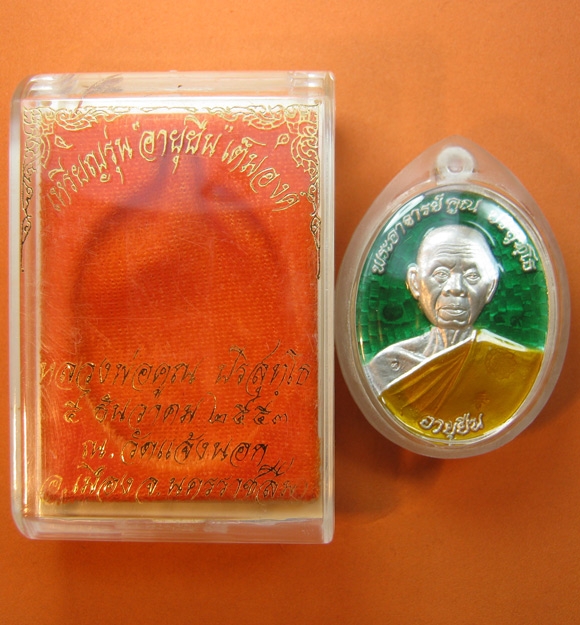 เหรียญรุ่น "อายุยืน" เต็มองค์
หลวงพ่อคูณ ปริสุทฺโธ
๕ ธันวาคม ๒๕๕๓
ณ.วัดแจ้งนอก
อ.เมือง จ.นครราชสีมา
พระอาจารย์ คูณ ปริสุทฺโธ
อายุยืน